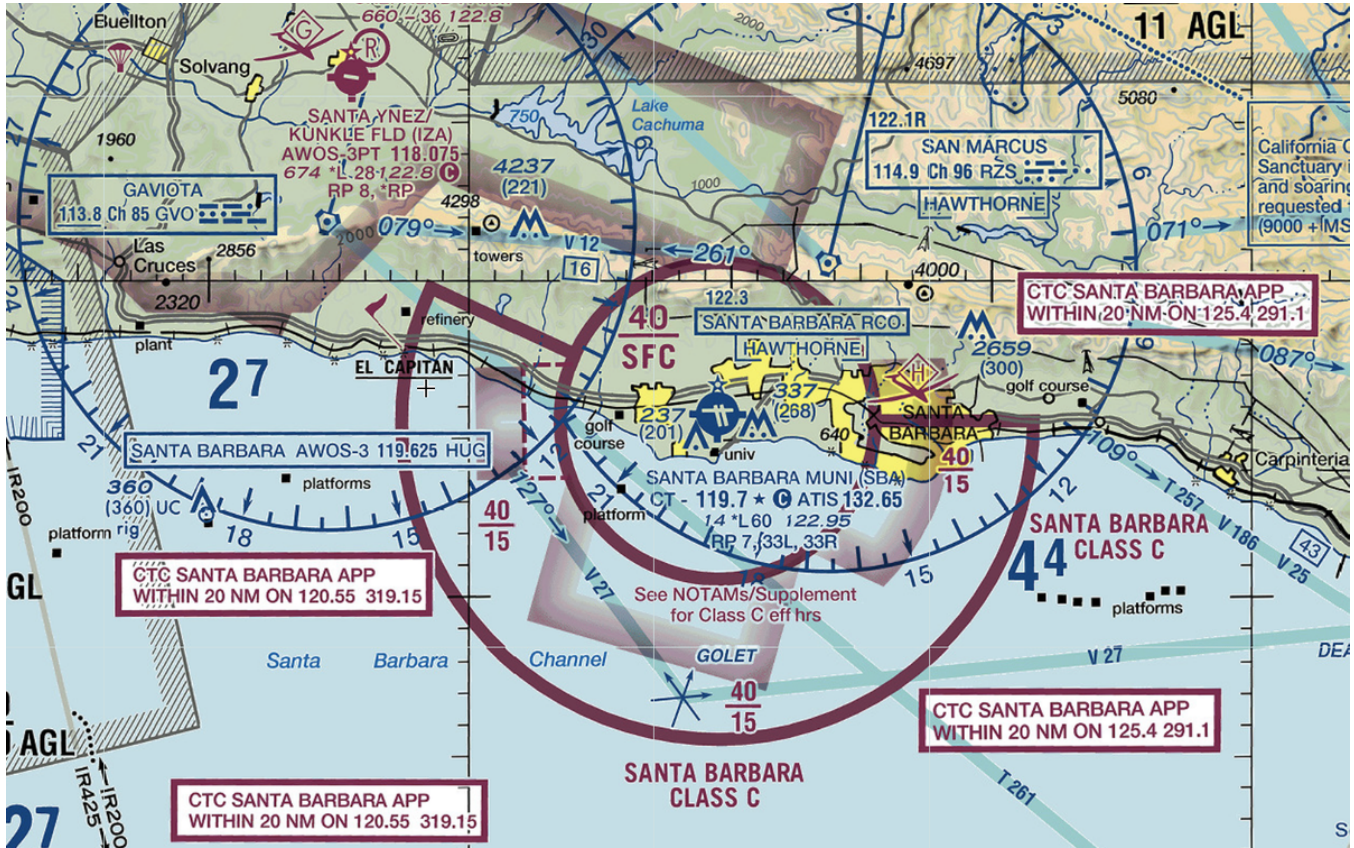 Buellton
660 - 36 122.8
G
R
Solvang
2000
30
SANTA YNEZ/
KUNKLE FLD (IZA)
AWOS-3PT 118.075
674 *L 28 122.8 C
RP 8, *RP
1960
GAVIOTA
113.8 Ch 85 GVO
750
Lake
Cachuma
4237
(221)
4298
1000
2000
079°
towers
V 12
16
261°
Las
Cruces
2856
2320
4697
11 AGL
5080
122.1R
SAN MARCUS
114.9 Ch 96 RZS
HAWTHORNE
071°
California C
Sanctuary i
and soaring
requested
(9000 + MS
4000
CTC SANTA BARBARA APP
WITHIN 20 NM ON 125.4 291.1
087°
24
plant
refinery
27
EL CAPITAN
40
SFC
122.3
SANTA BARBARA RCO
HAWTHORNE
2659
(300)
golf course
H
6
9
237
(201)
337
(268)
640
SANTA
BARBARA
golf
course
univ
109°
Carpinteria
21
12
SANTA BARBARA AWOS-3 119.625 HUG
platforms
360
(360) UC
rig
platform
18
15
40
15
127°
21
platform
SANTA BARBARA MUNI (SBA)
CT - 119.7 ★ C ATIS 132.65
14 *L60 122.95
RP 7, 33L, 33R
40
15
12
15
18
T 257
V 186
V 25
43
SANTA BARBARA
CLASS C
44
platforms
IR200
GL
CTC SANTA BARBARA APP
WITHIN 20 NM ON 120.55 319.15
V 27
See NOTAMs/Supplement
for Class C eff hrs
Santa Barbara Channel
GOLET
40
15
V 27
DEA
AGL
IR425
IR200
CTC SANTA BARBARA APP
WITHIN 20 NM ON 125.4 291.1
SANTA BARBARA
CLASS C
T 261
CTC SANTA BARBARA APP
WITHIN 20 NM ON 120.55 319.15
27